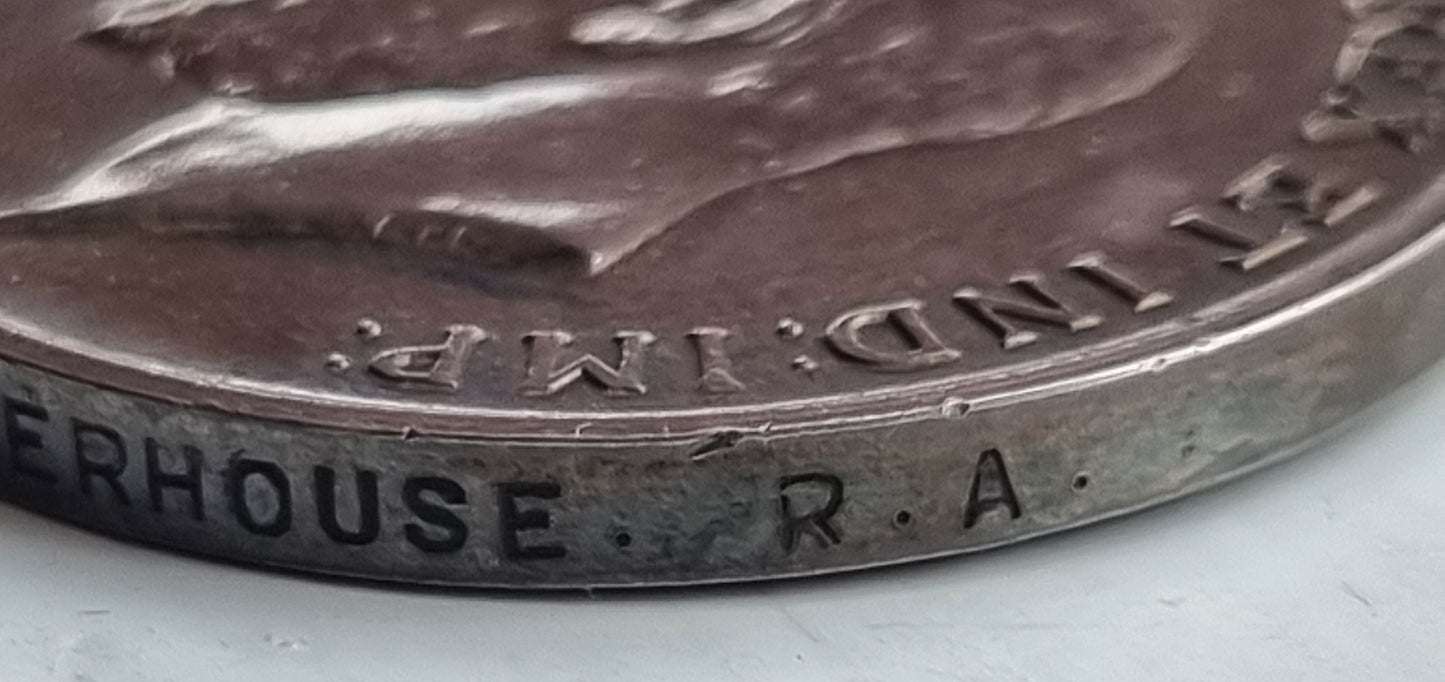 ERHOUSE. R.A.
ET IND: IMP: